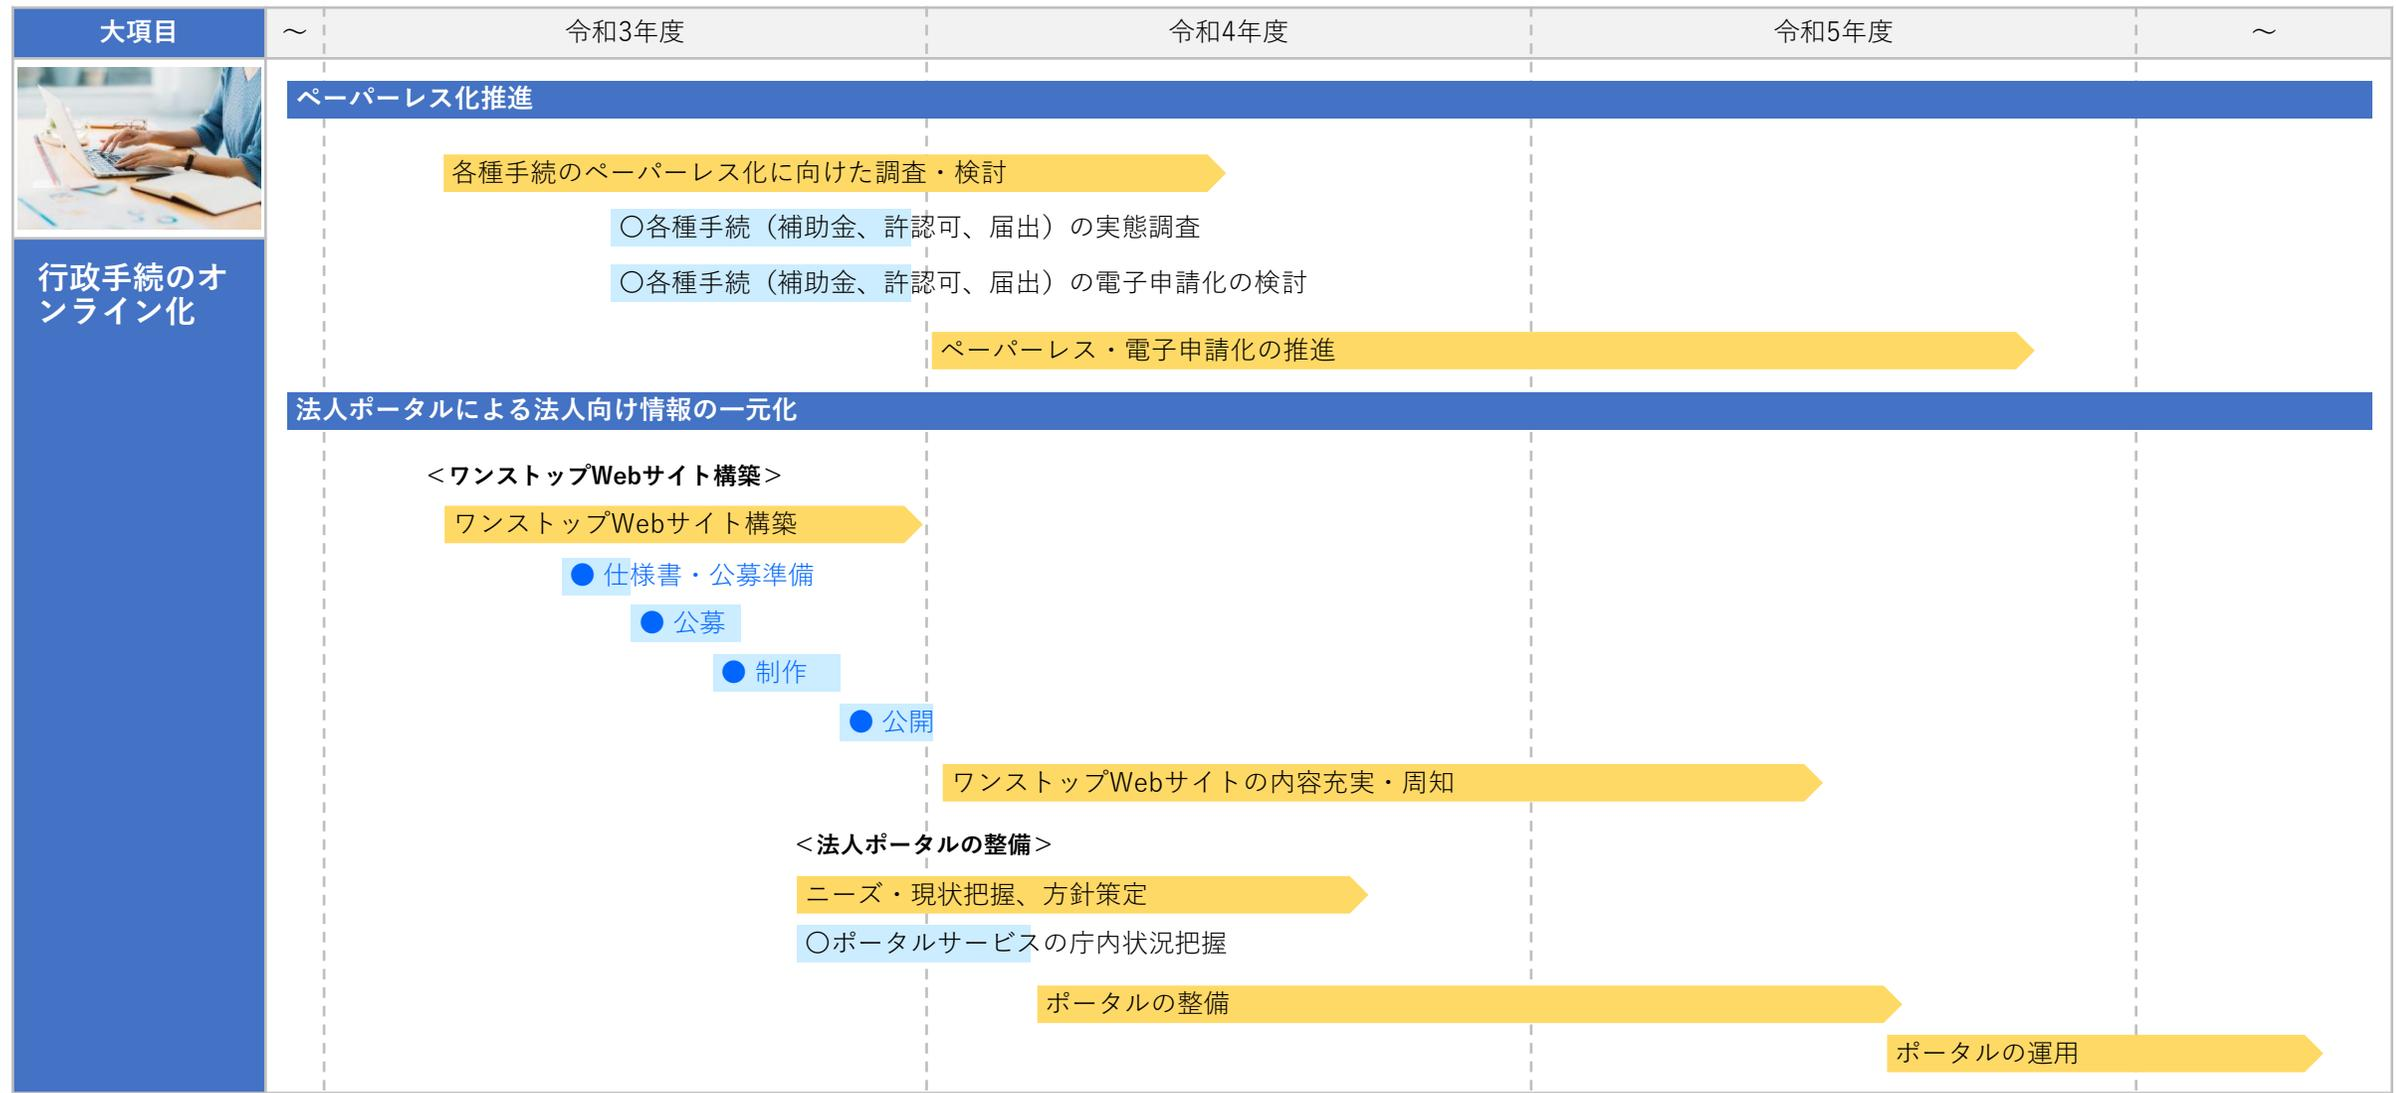 大項目
～
令和3年度
令和4年度
令和5年度
～
行政手続のオ
ンライン化
ペーパーレス化推進
各種手続のペーパーレス化に向けた調査・検討
〇各種手続（補助金、許認可、届出）の実態調査
〇各種手続（補助金、許認可、届出）の電子申請化の検討
ペーパーレス・電子申請化の推進
法人ポータルによる法人向け情報の一元化
＜ワンストップWebサイト構築＞
ワンストップWebサイト構築
● 仕様書・公募準備
● 公募
● 制作
● 公開
ワンストップWebサイトの内容充実・周知
＜法人ポータルの整備＞
ニーズ・現状把握、方針策定
〇ポータルサービスの庁内状況把握
ポータルの整備
ポータルの運用